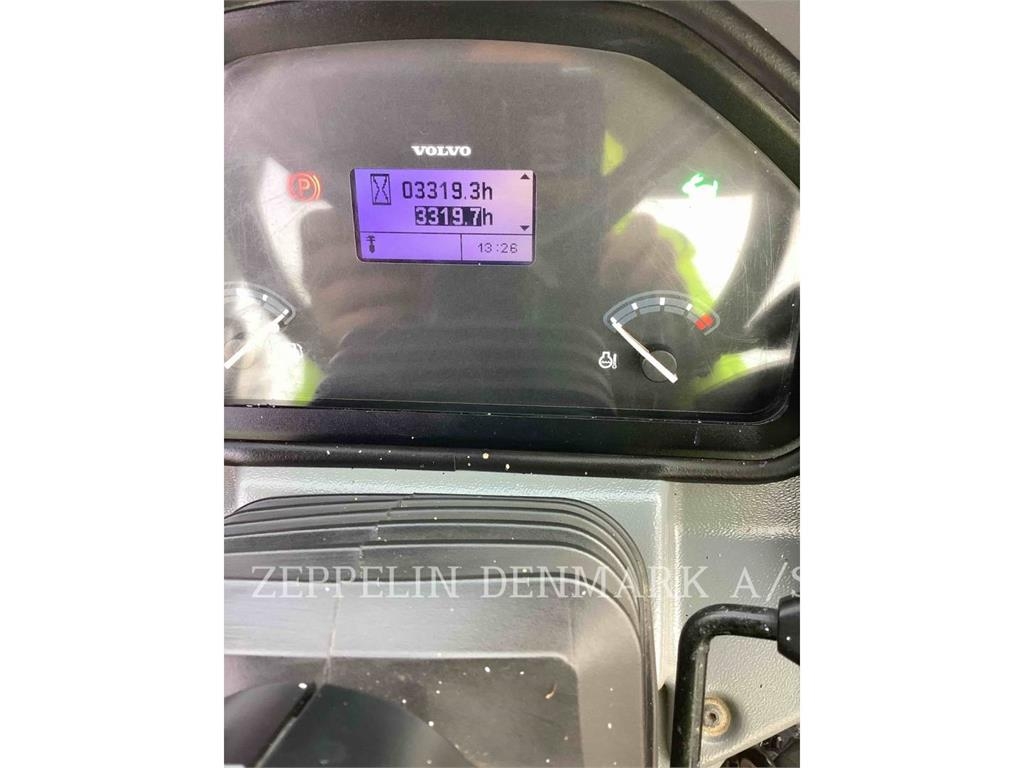 VOLVO
P
03319.3h
3319.7h
13:26
ZEPPELIN DENMARK A/S